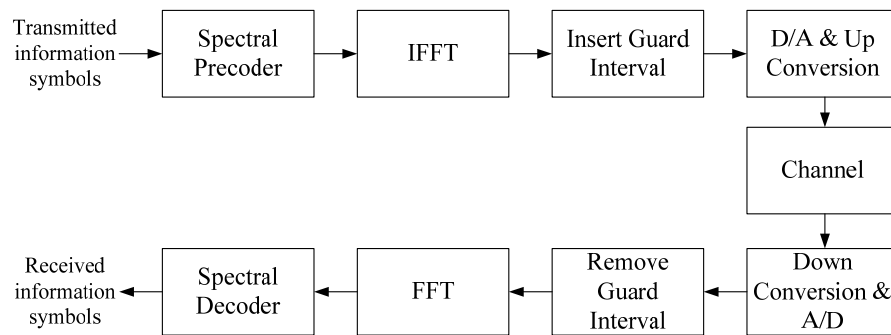 Transmitted
information
symbols
Spectral
Precoder
IFFT
Insert Guard
Interval
D/A & Up
Conversion
Channel
Received
information
symbols
Spectral
Decoder
FFT
Remove
Guard
Interval
Down
Conversion &
A/D